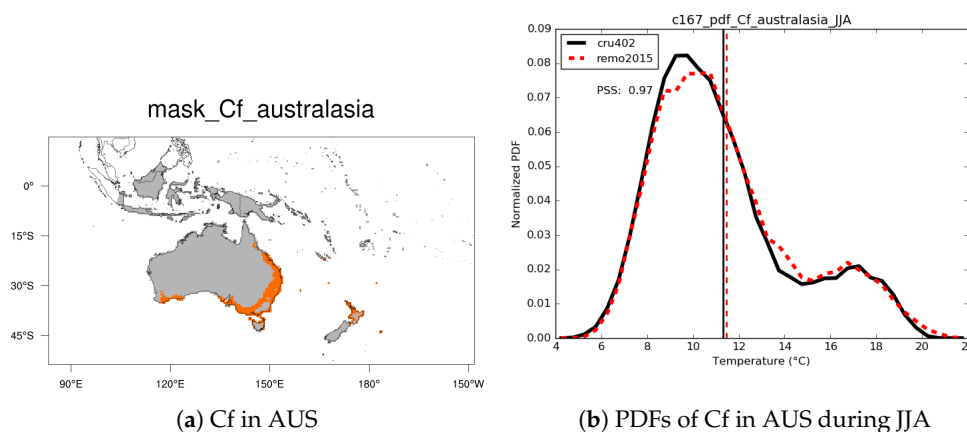 mask_Cf_australasia
0°
15°S
30°S
45°S
90°E
120°E
150°E
180°
150°W
(a) Cf in AUS
c167_pdf_Cf_australasia_JJA
cru402
remo2015
PSS: 0.97
Normalized PDF
0.09
0.08
0.07
0.06
0.05
0.04
0.03
0.02
0.01
0.00
4
6
8
10
12
14
16
18
20
Temperature (°C)
(b) PDFs of Cf in AUS during JJA